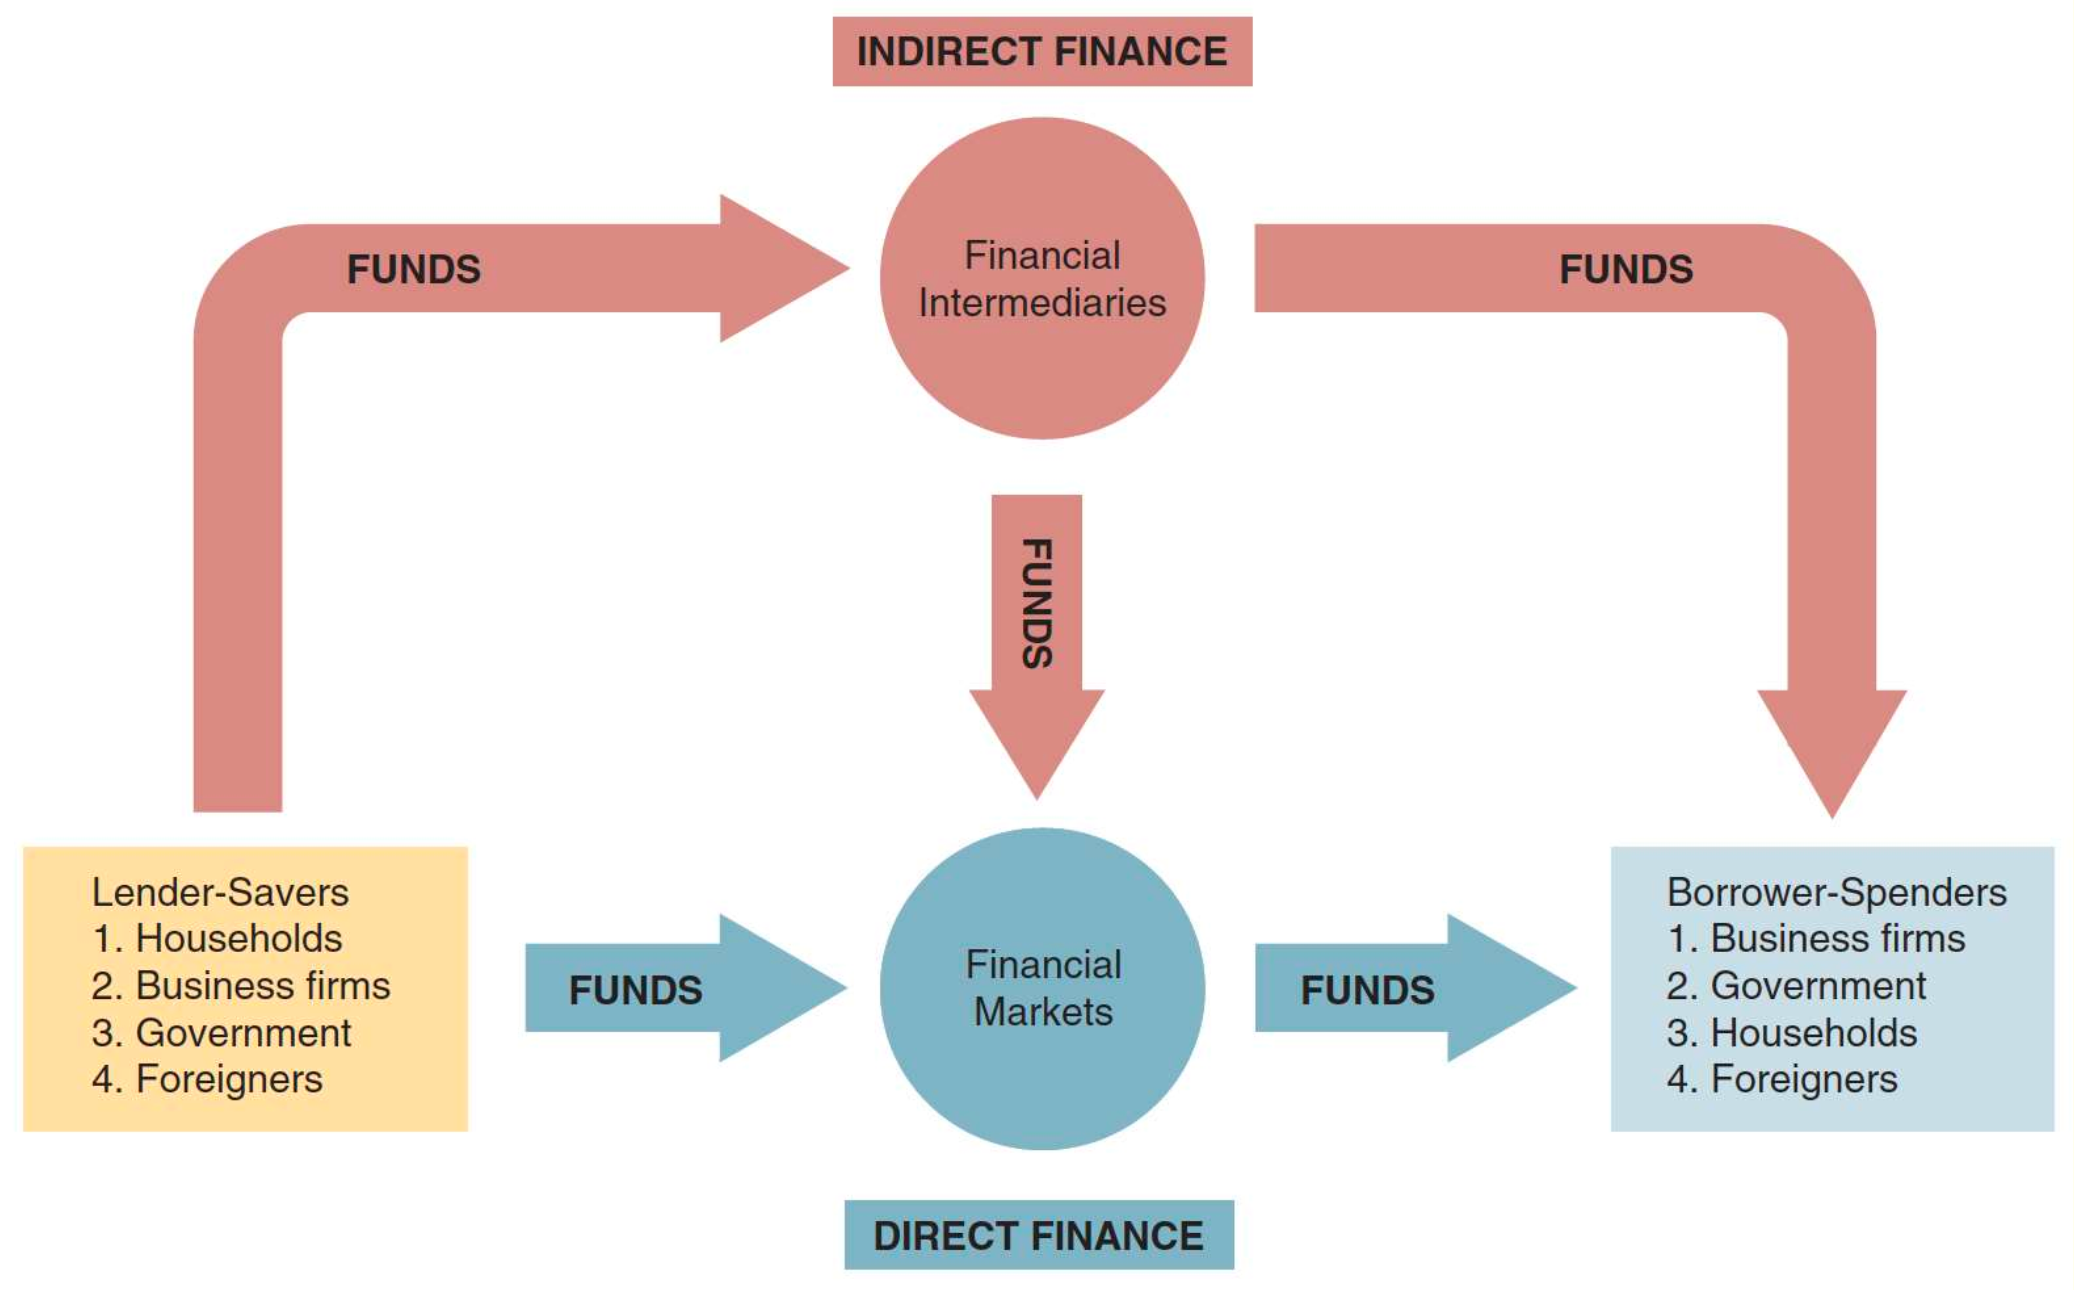 INDIRECT FINANCE
Financial
Intermediaries
FUNDS
FUNDS
FUNDS
Lender-Savers
1. Households
2. Business firms
3. Government
4. Foreigners
FUNDS
Financial
Markets
FUNDS
Borrower-Spenders
1. Business firms
2. Government
3. Households
4. Foreigners
DIRECT FINANCE